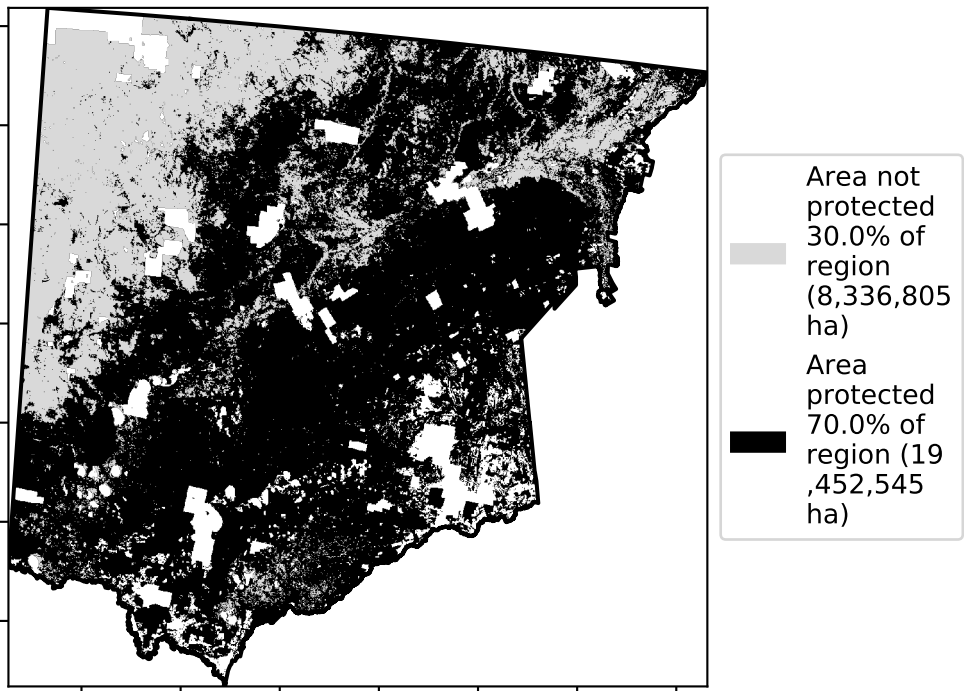 Area not
protected
30.0% of
region
(8,336,805
ha)
Area
protected
70.0% of
region (19
,452,545
ha)